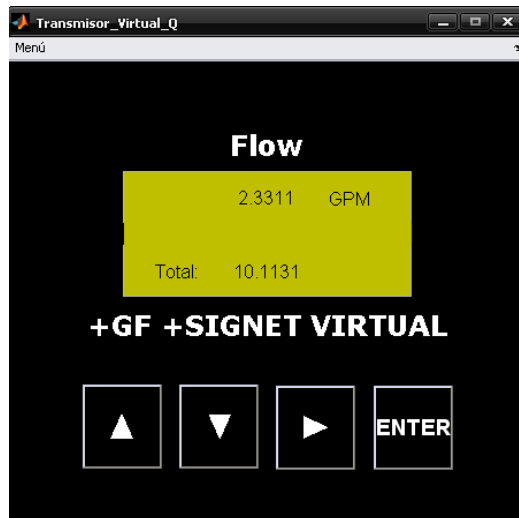 Transmisor_Virtual_Q
Menú
Flow
2.3311 GPM
Total: 10.1131
+GF +SIGNET VIRTUAL
ENTER